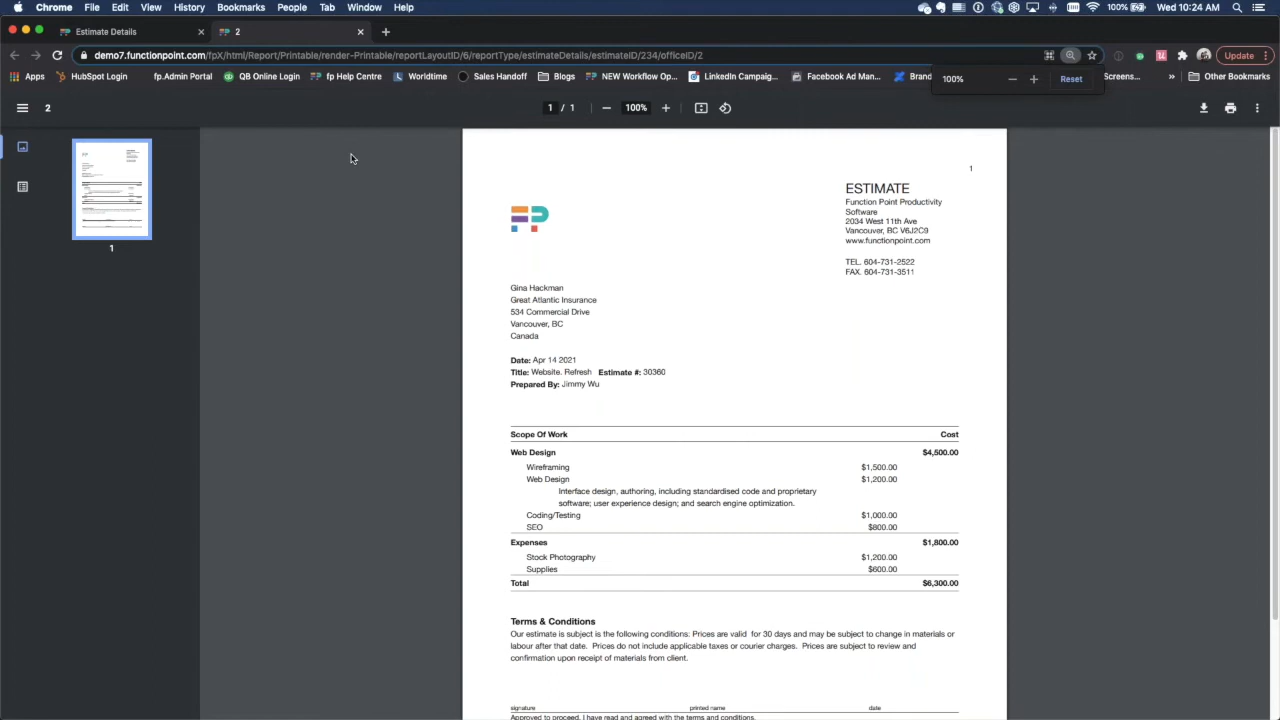 Chrome File Edit View History Bookmarks People Tab Window Help
100% Wed 10:24 AM
Estimate Details
2
demo7.functionpoint.com/fpX/html/Report/Printable/render-Printable/reportLayoutID/6/reportType/estimateDetails/estimateID/234/officeID/2
Update
Apps HubSpot Login fp.Admin Portal QB Online Login fp Help Centre Worldtime Sales Handoff Blogs NEW Workflow Op... LinkedIn Campaig... Facebook Ad Man... Brand Screens... » Other Bookmarks
100% Reset
2
1 / 1
100%
1
1
ESTIMATE
Function Point Productivity
Software
2034 West 11th Ave
Vancouver, BC V6J2C9
www.functionpoint.com
TEL. 604-731-2522
FAX. 604-731-3511
FP
Gina Hackman
Great Atlantic Insurance
534 Commercial Drive
Vancouver, BC
Canada
Date: Apr 14 2021
Title: Website. Refresh Estimate #: 30360
Prepared By: Jimmy Wu
Scope Of Work Cost
Web Design $4,500.00
Wireframing $1,500.00
Web Design $1,200.00
Interface design, authoring, including standardised code and proprietary
software; user experience design; and search engine optimization.
Coding/Testing $1,000.00
SEO $800.00
Expenses $1,800.00
Stock Photography $1,200.00
Supplies $600.00
Total $6,300.00
Terms & Conditions
Our estimate is subject is the following conditions: Prices are valid for 30 days and may be subject to change in materials or
labour after that date. Prices do not include applicable taxes or courier charges. Prices are subject to review and
confirmation upon receipt of materials from client.
signature printed name date
Approved to proceed. I have read and agreed with the terms and conditions.